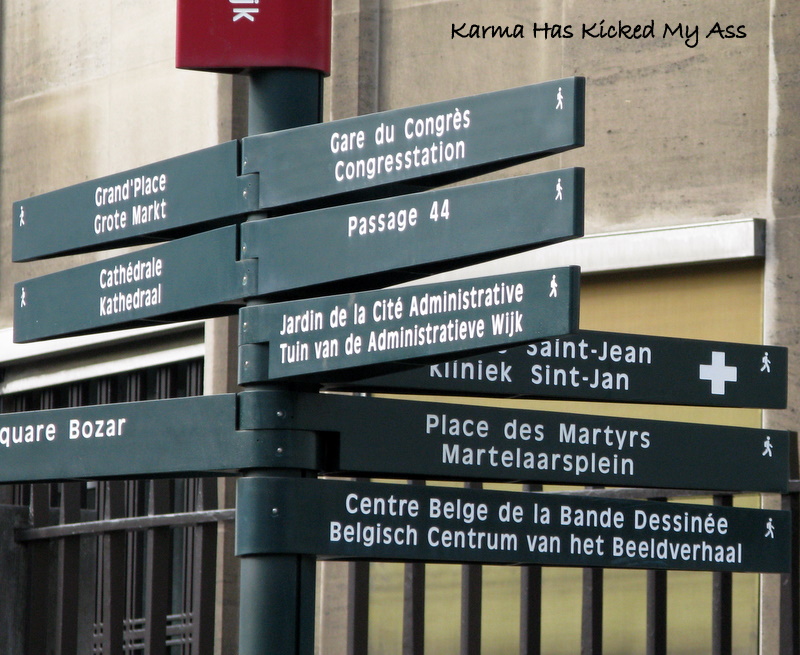 Karma Has Kicked My Ass
jk
Gare du Congrès
Congresstation
Grand'Place
Grote Markt
Passage 44
Cathédrale
Kathedraal
Jardin de la Cité Administrative
Tuin van de Administratieve Wijk
Saint-Jean
Kliniek Sint-Jan
quare Bozar
Place des Martyrs
Martelaarsplein
Centre Belge de la Bande Dessinée
Belgisch Centrum van het Beeldverhaal